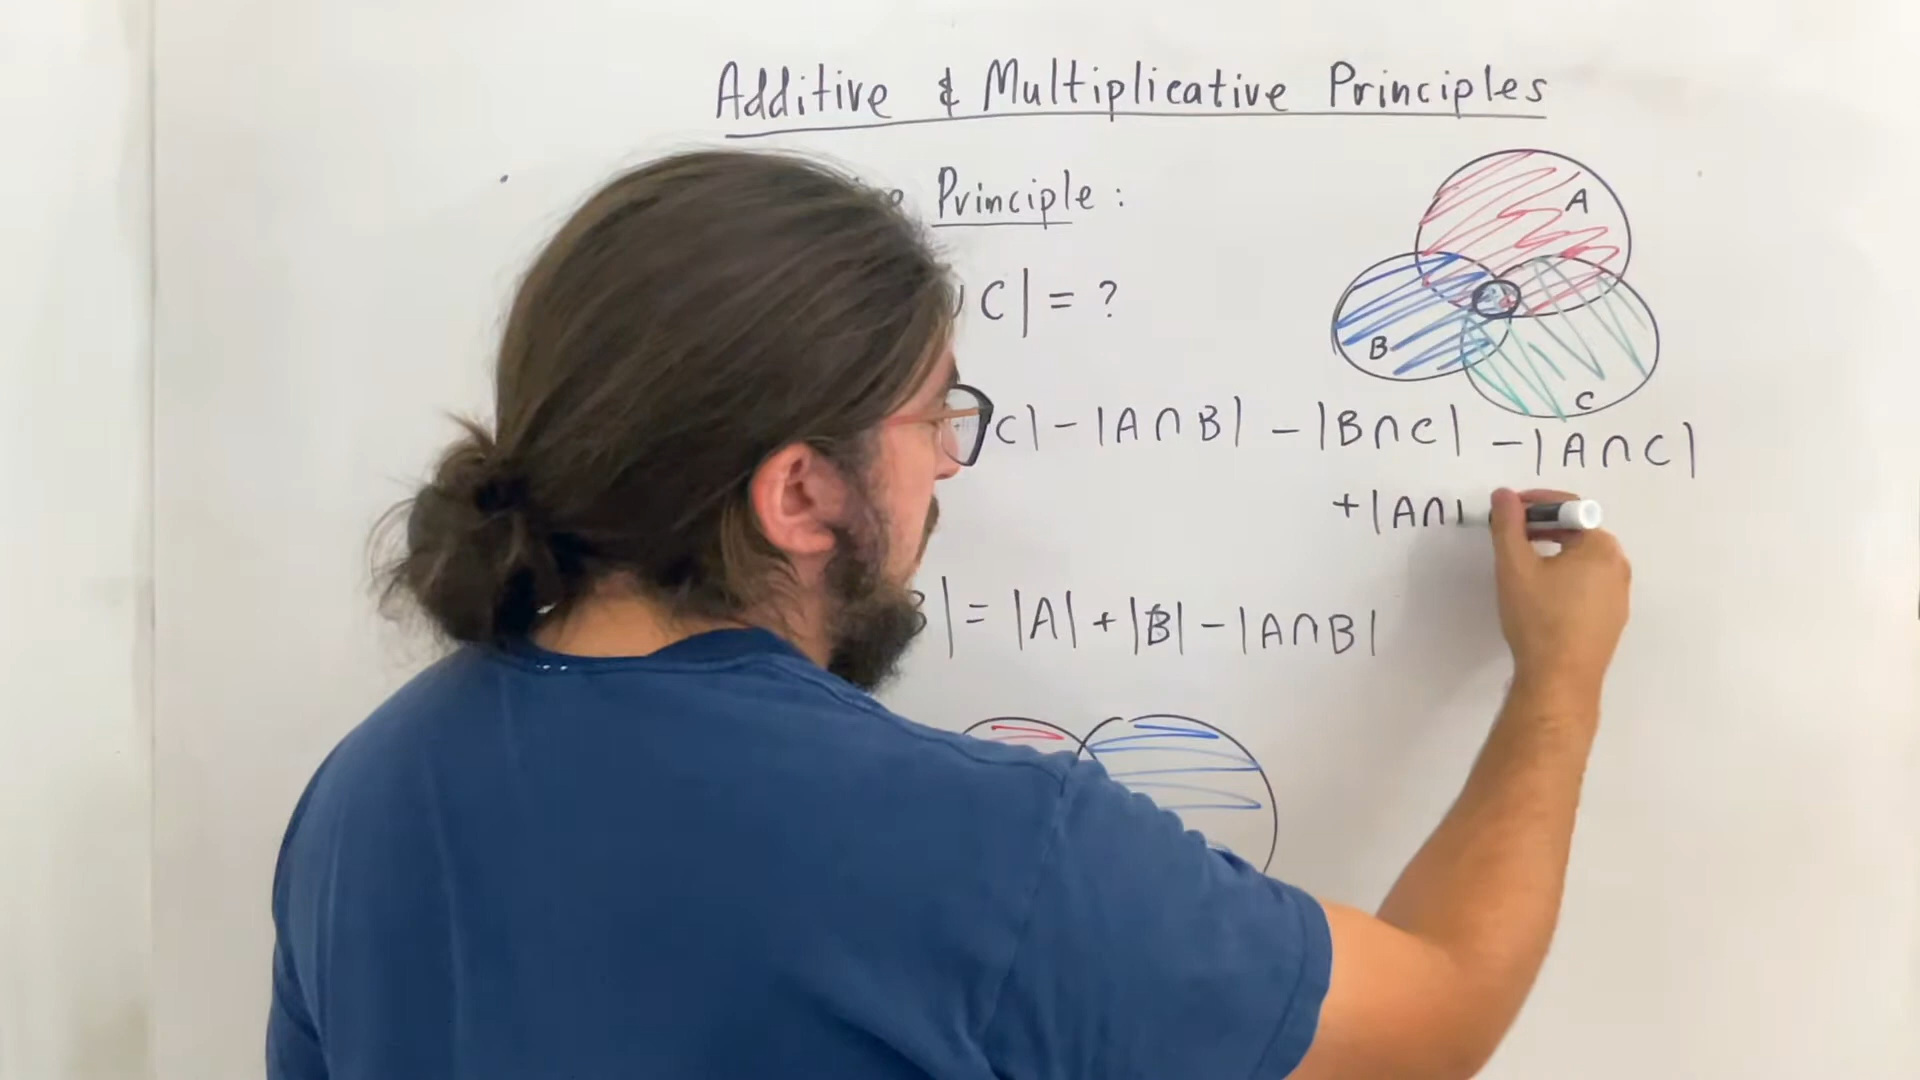 Additive & Multiplicative Principles
Principle :
A
C| = ?
B
C
C| - |A∩B| - |B∩C| - |A∩C|
+ |A∩
B| = |A| + |B| - |A∩B|